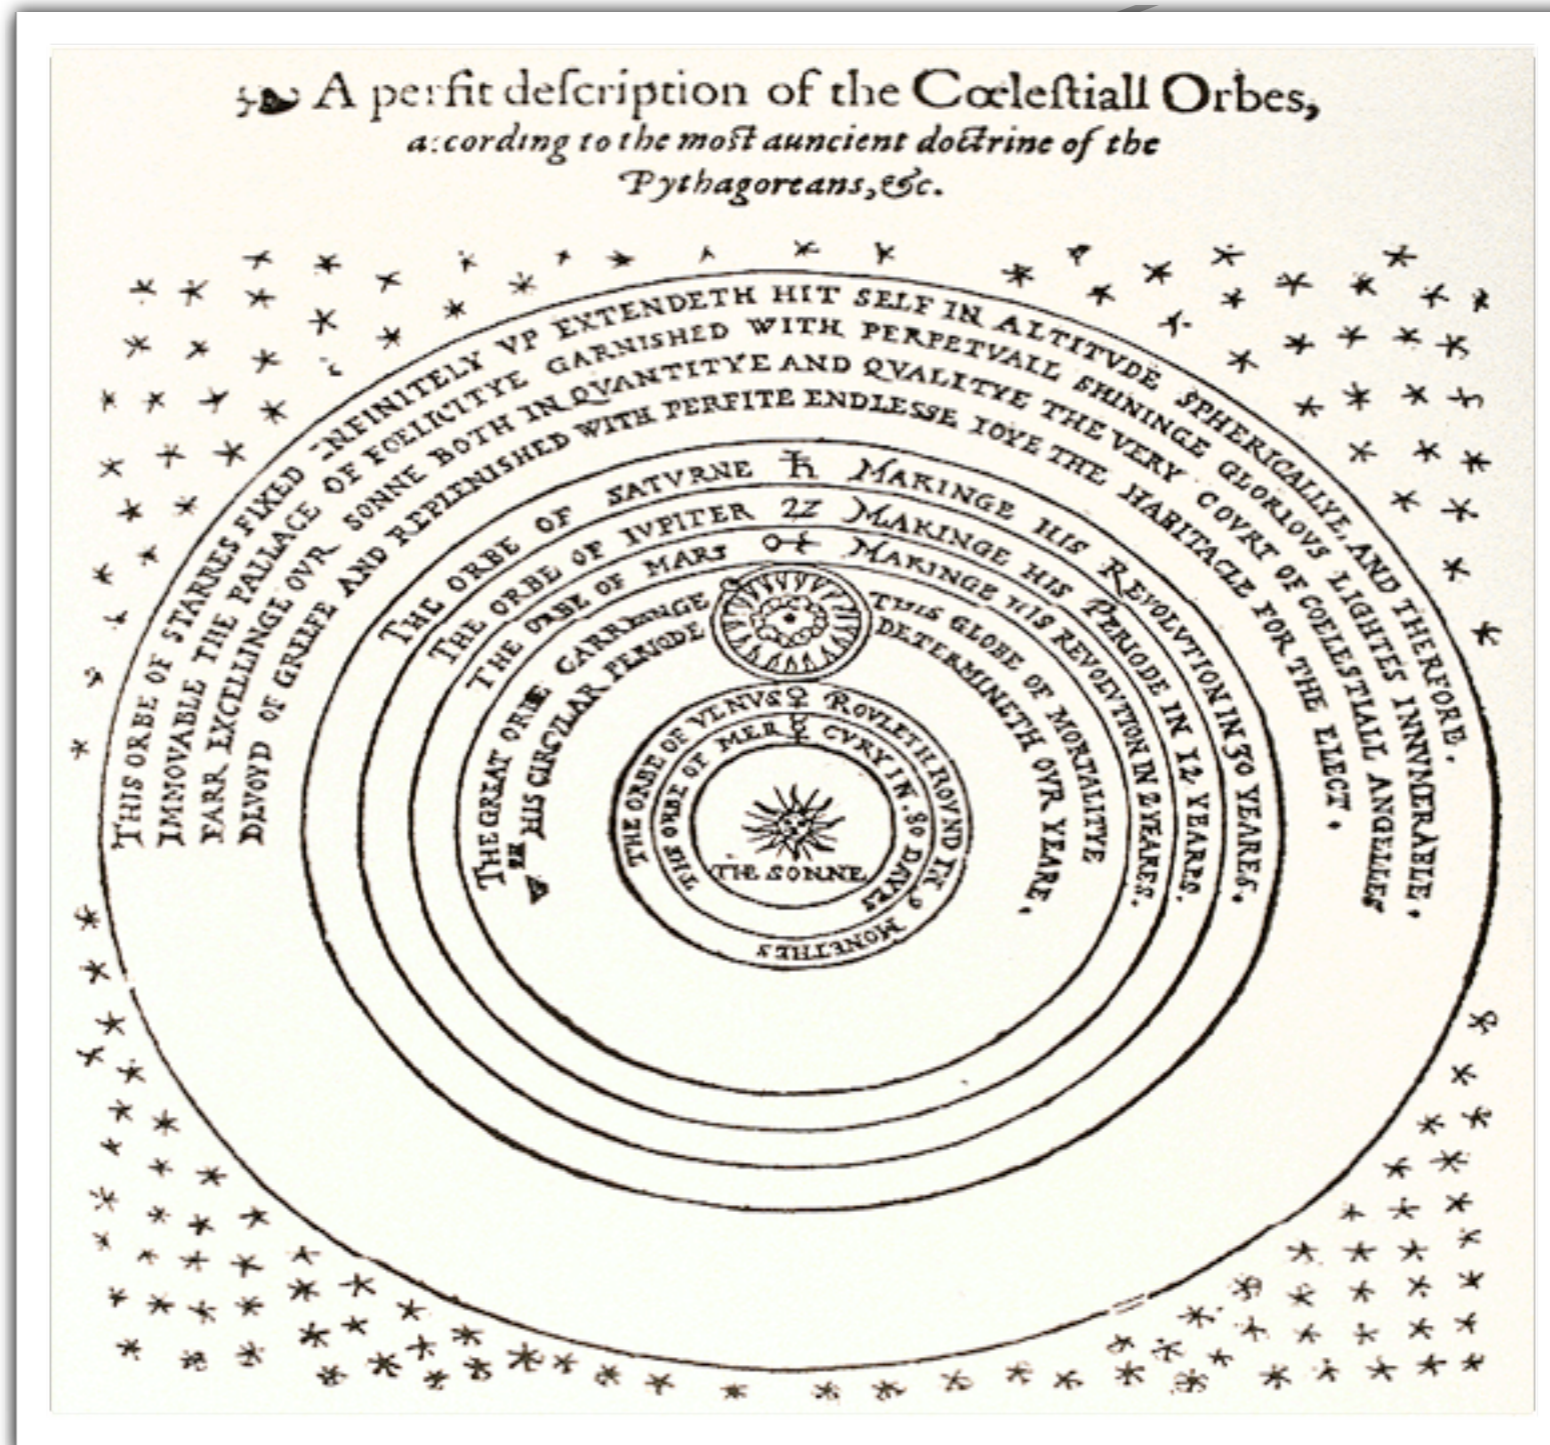 A perfit deſcription of the Cœleſtiall Orbes,
according to the moſt auncient doctrine of the
Pythagoreans, &c.
THIS ORBE OF STARRES FIXED INFINITELY VP EXTENDETH HIT SELF IN ALTITVDE SPHERICALLYE, AND THERFORE.
IMMOVABLE THE PALLACE OF FOELICITYE GARNISHED WITH PERPETVALL SHININGE GLORIOVS LIGHTES INNVMERABLE.
FARR EXCELLINGE OVR SONNE BOTH IN QVANTITYE AND QVALITYE THE VERY COVRT OF COELESTIALL ANGELLES
DEVOYD OF GREEFE AND REPLENISHED WITH PERFITE ENDLESSE IOYE THE HABITACLE FOR THE ELECT.
THE ORBE OF SATVRNE ♄ MAKINGE HIS REVOLVTION IN 30 YEARES.
THE ORBE OF IVPITER ♃ MAKINGE HIS PERIODE IN 12 YEARES.
THE ORBE OF MARS ♂ MAKINGE HIS REVOLVTION IN 2 YEARES.
THE GREAT ORBE CARREINGE THIS GLOBE OF MORTALITYE
HIS CIRCVLAR PERIODE DETERMINETH OVR YEARE.
THE ORBE OF VENVS ♀ ROVLETH ROVND IN 9 MONETHES
THE ORBE OF MER ☿ CVRY IN 80 DAYES
THE SONNE